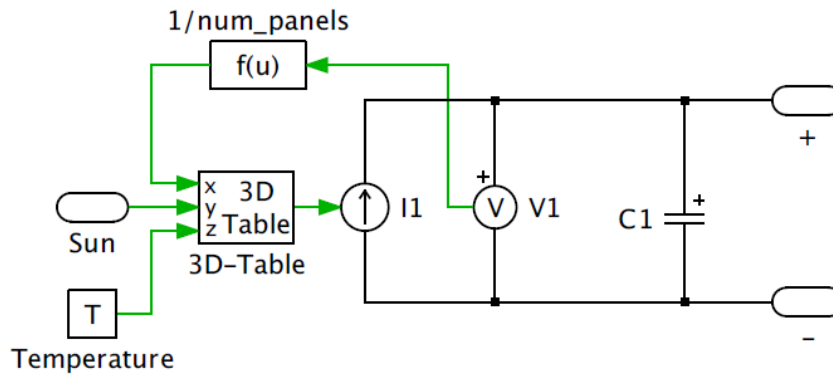 1/num_panels
f(u)
x
y
z
3D
Table
3D-Table
Sun
T
Temperature
I1
+
V
V1
C1
+
+
-